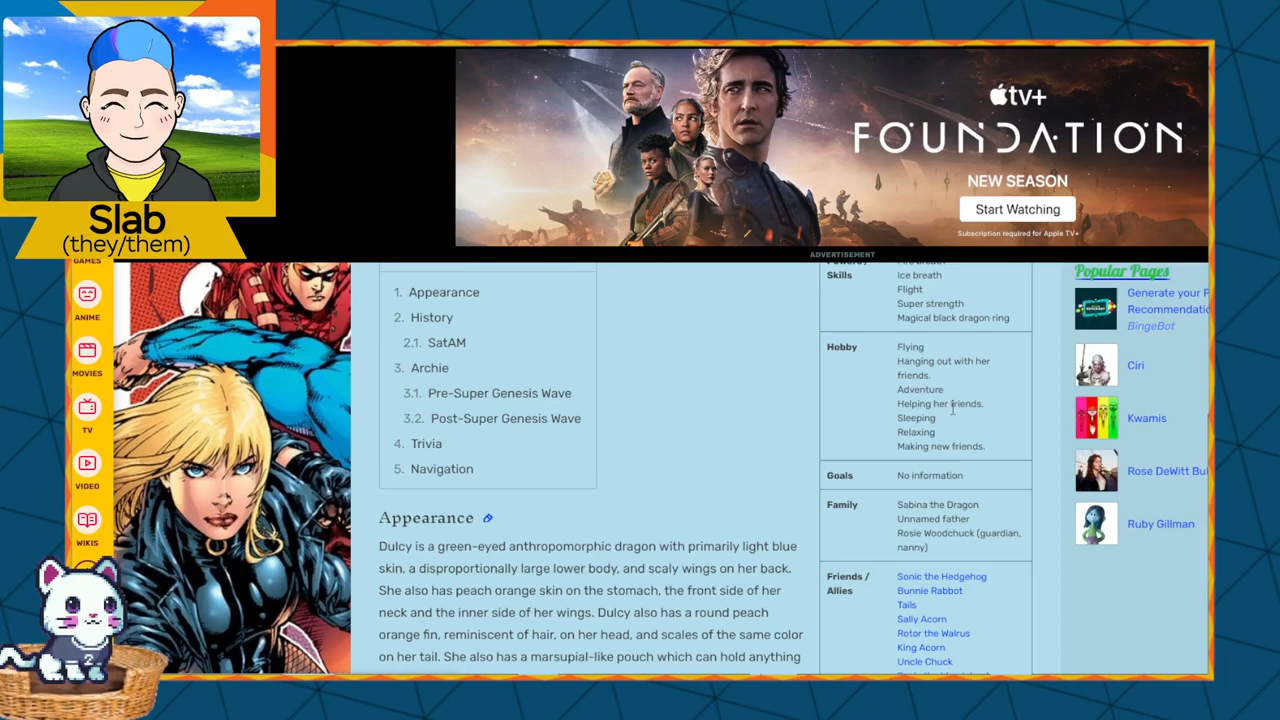 Slab
(they/them)
tv+
FOUNDATION
NEW SEASON
Start Watching
Subscription required for Apple TV+
ADVERTISEMENT
GAMES
ANIME
MOVIES
TV
VIDEO
WIKIS
1. Appearance
2. History
2.1. SatAM
3. Archie
3.1. Pre-Super Genesis Wave
3.2. Post-Super Genesis Wave
4. Trivia
5. Navigation
Appearance
Dulcy is a green-eyed anthropomorphic dragon with primarily light blue
skin, a disproportionally large lower body, and scaly wings on her back.
She also has peach orange skin on the stomach, the front side of her
neck and the inner side of her wings. Dulcy also has a round peach
orange fin, reminiscent of hair, on her head, and scales of the same color
on her tail. She also has a marsupial-like pouch which can hold anything
Skills
Ice breath
Flight
Super strength
Magical black dragon ring
Hobby
Flying
Hanging out with her
friends.
Adventure
Helping her friends.
Sleeping
Relaxing
Making new friends.
Goals
No information
Family
Sabina the Dragon
Unnamed father
Rosie Woodchuck (guardian,
nanny)
Friends /
Allies
Sonic the Hedgehog
Bunnie Rabbot
Tails
Sally Acorn
Rotor the Walrus
King Acorn
Uncle Chuck
Popular Pages
Generate your
BingeBot
Ciri
Kwamis
Rose DeWitt
Ruby Gillman